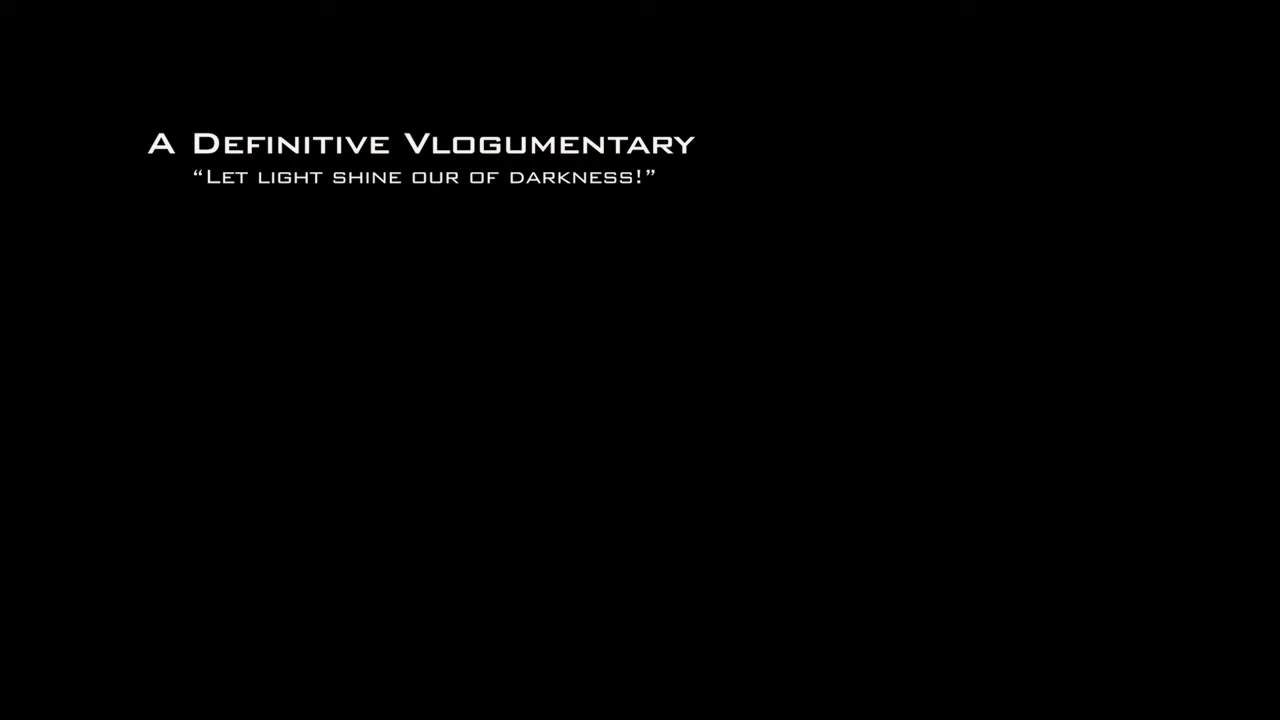 A Definitive Vlogumentary
“Let light shine our of darkness!”